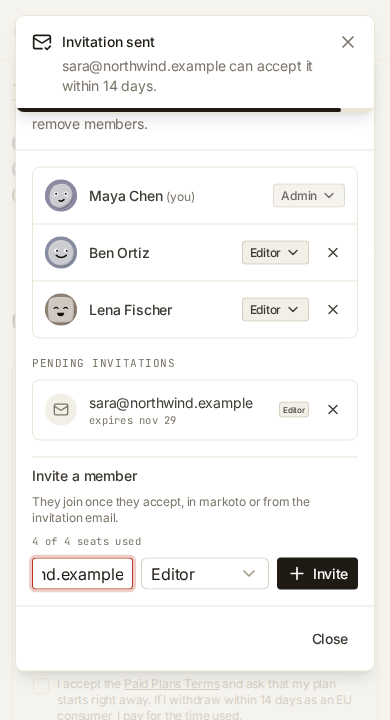 Invitation sent
sara@northwind.example can accept it
within 14 days.
remove members.
Maya Chen (you)
Admin
Ben Ortiz
Editor
Lena Fischer
Editor
PENDING INVITATIONS
sara@northwind.example
Editor
expires nov 29
Invite a member
They join once they accept, in markoto or from the
invitation email.
4 of 4 seats used
nd.example
Editor
Invite
Close
I accept the Paid Plans Terms and ask that my plan
starts right away. If I withdraw within 14 days as an EU
consumer, I pay for the time used.